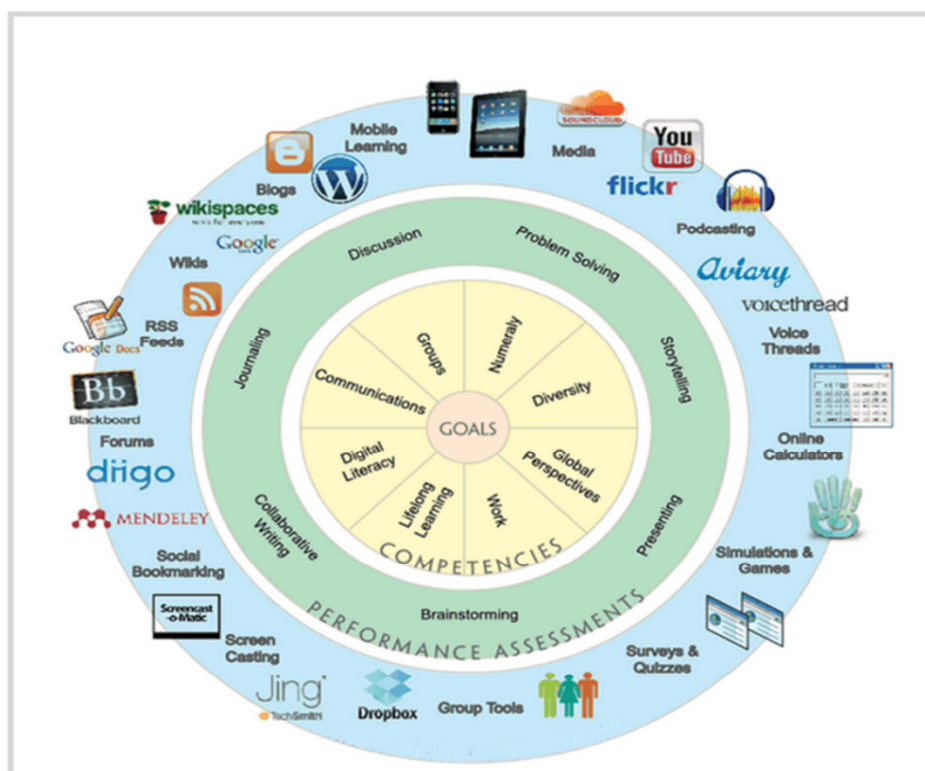 Mobile
Learning
SOUNDCLOUD
Media
You
Tube
flickr
Blogs
W
wikispaces
Podcasting
Google
Wikis
Aviary
voicethread
RSS
Feeds
Google Docs
Voice
Threads
Bb
Blackboard
Forums
Online
Calculators
diigo
MENDELEY
Social
Bookmarking
Simulations &
Games
Screencast
-o-Matic
Screen
Casting
Surveys &
Quizzes
Jing
TechSmith
Dropbox
Group Tools
Discussion
Problem Solving
Journaling
Storytelling
Collaborative
Writing
Presenting
Brainstorming
PERFORMANCE ASSESSMENTS
Groups
Numeraly
Communications
Diversity
GOALS
Digital
Literacy
Global
Perspectives
Lifelong
Learning
Work
COMPETENCIES